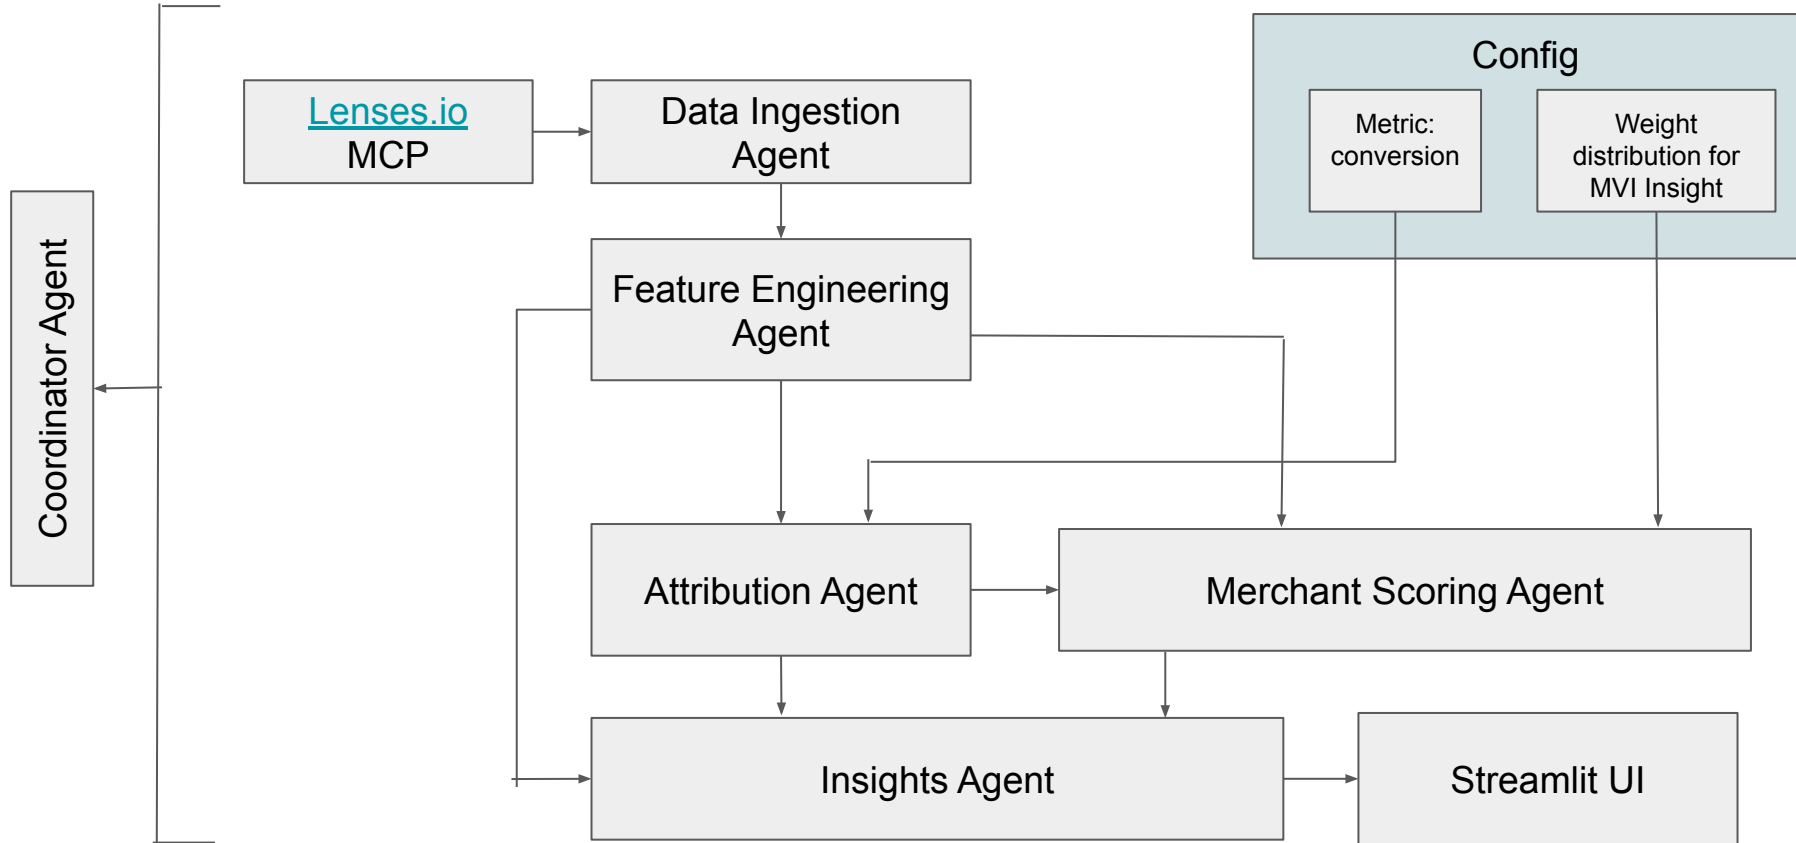 Config
Lenses.io
MCP
Data Ingestion
Agent
Metric:
conversion
Weight
distribution for
MVI Insight
Coordinator Agent
Feature Engineering
Agent
Attribution Agent
Merchant Scoring Agent
Insights Agent
Streamlit UI